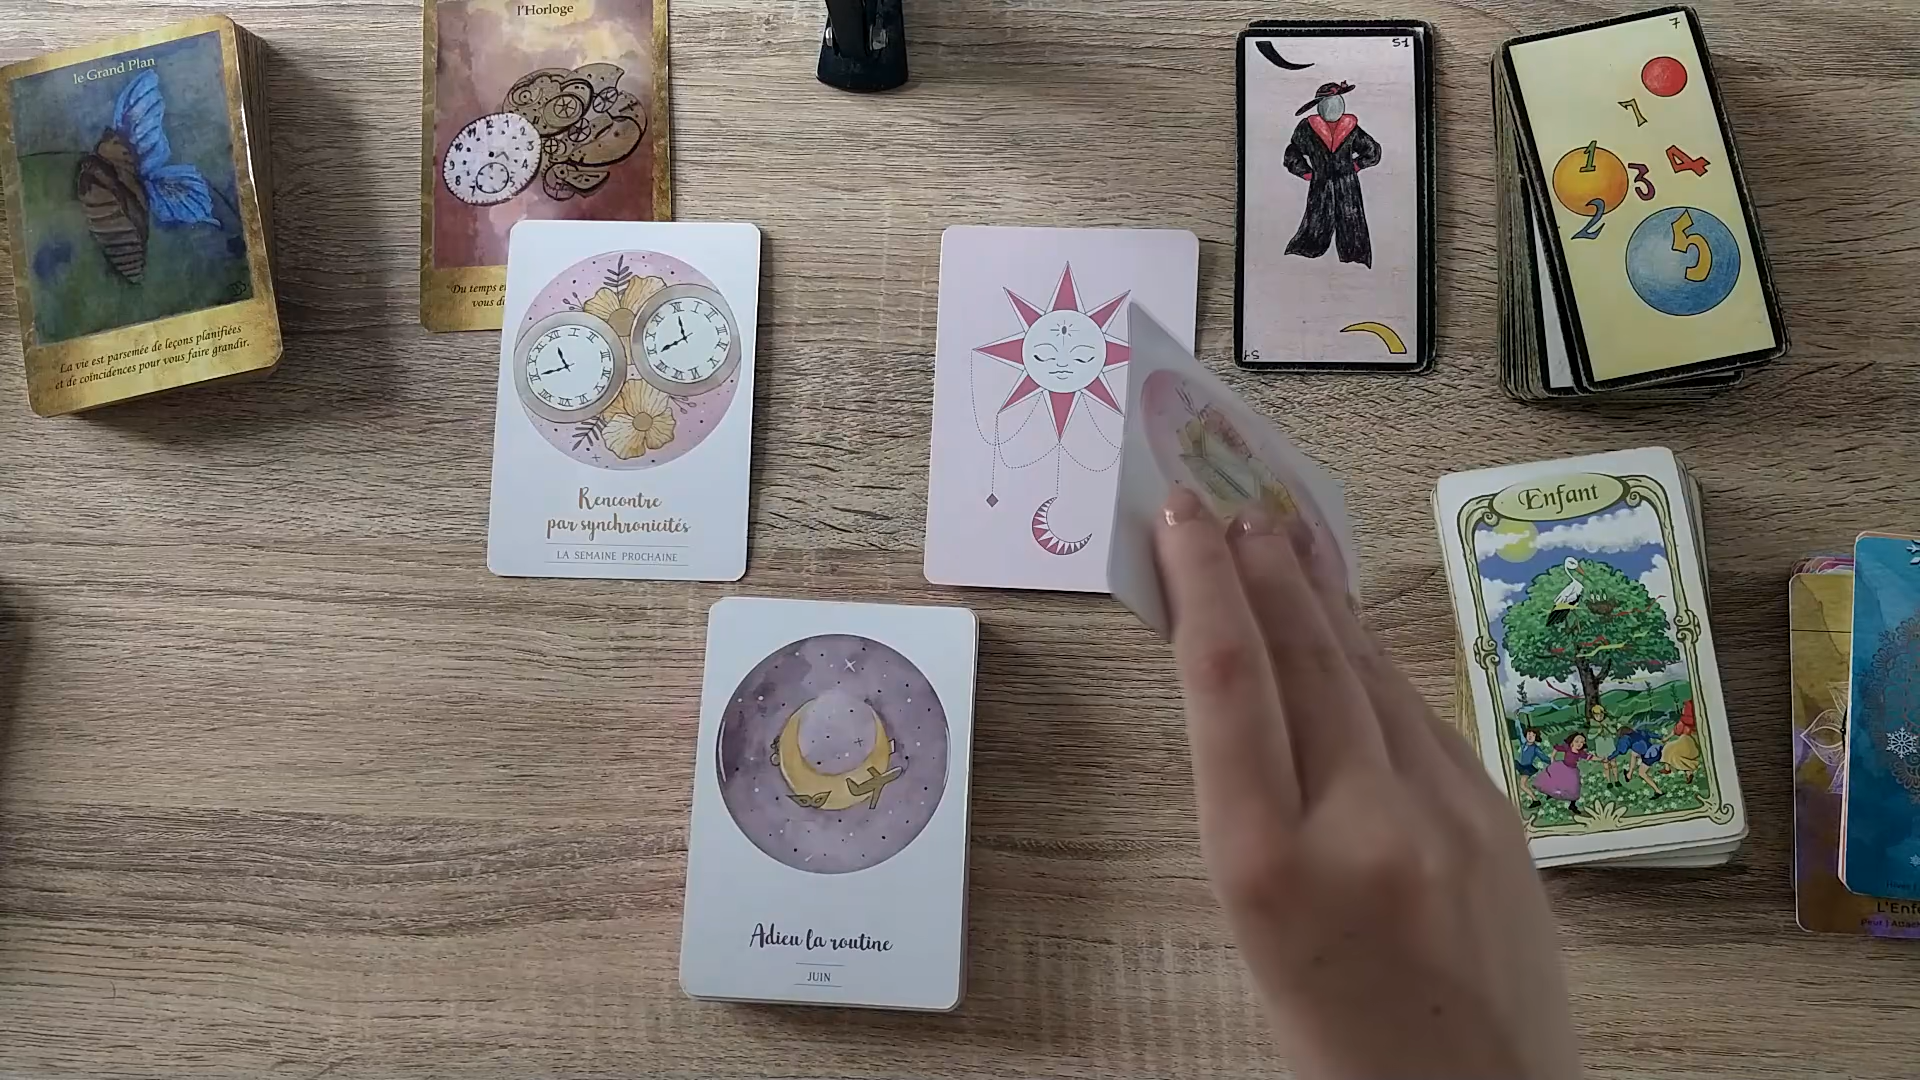 le Grand Plan
La vie est parsemée de leçons planifiées
et de coïncidences pour vous faire grandir.
l'Horloge
Du temps
vous
Rencontre
par synchronicités
LA SEMAINE PROCHAINE
Adieu la routine
JUIN
51
51
7
7
1
3
4
2
5
Enfant